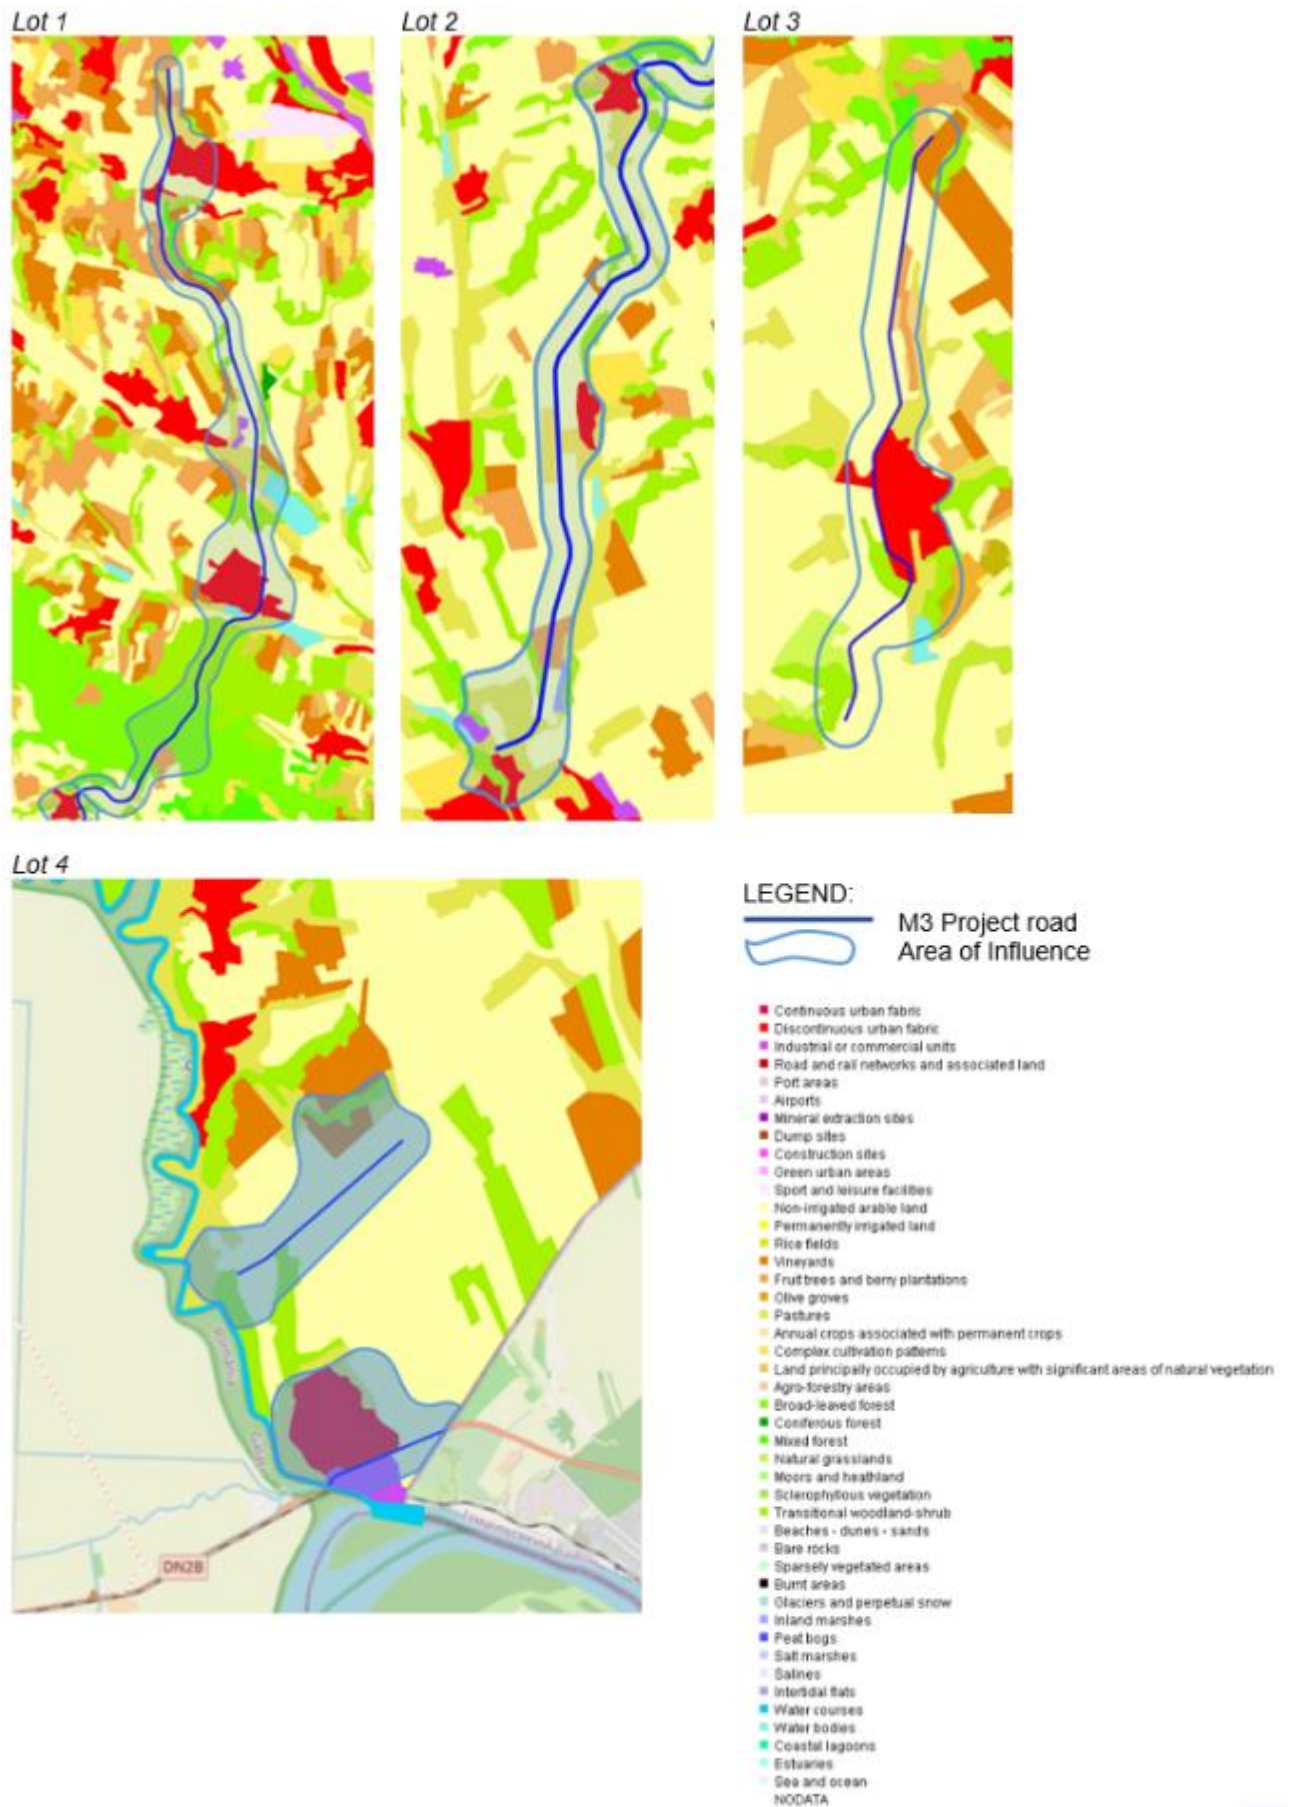 Lot 1
Lot 2
Lot 3
Lot 4
DN2B
LEGEND:
M3 Project road
Area of Influence
Continuous urban fabric
Discontinuous urban fabric
Industrial or commercial units
Road and rail networks and associated land
Port areas
Airports
Mineral extraction sites
Dump sites
Construction sites
Green urban areas
Sport and leisure facilities
Non-irrigated arable land
Permanently irrigated land
Rice fields
Vineyards
Fruit trees and berry plantations
Olive groves
Pastures
Annual crops associated with permanent crops
Complex cultivation patterns
Land principally occupied by agriculture with significant areas of natural vegetation
Agro-forestry areas
Broad-leaved forest
Coniferous forest
Mixed forest
Natural grasslands
Moors and heathland
Sclerophyllous vegetation
Transitional woodland-shrub
Beaches - dunes - sands
Bare rocks
Sparsely vegetated areas
Burnt areas
Glaciers and perpetual snow
Inland marshes
Peat bogs
Salt marshes
Salines
Intertidal flats
Water courses
Water bodies
Coastal lagoons
Estuaries
Sea and ocean
NODATA